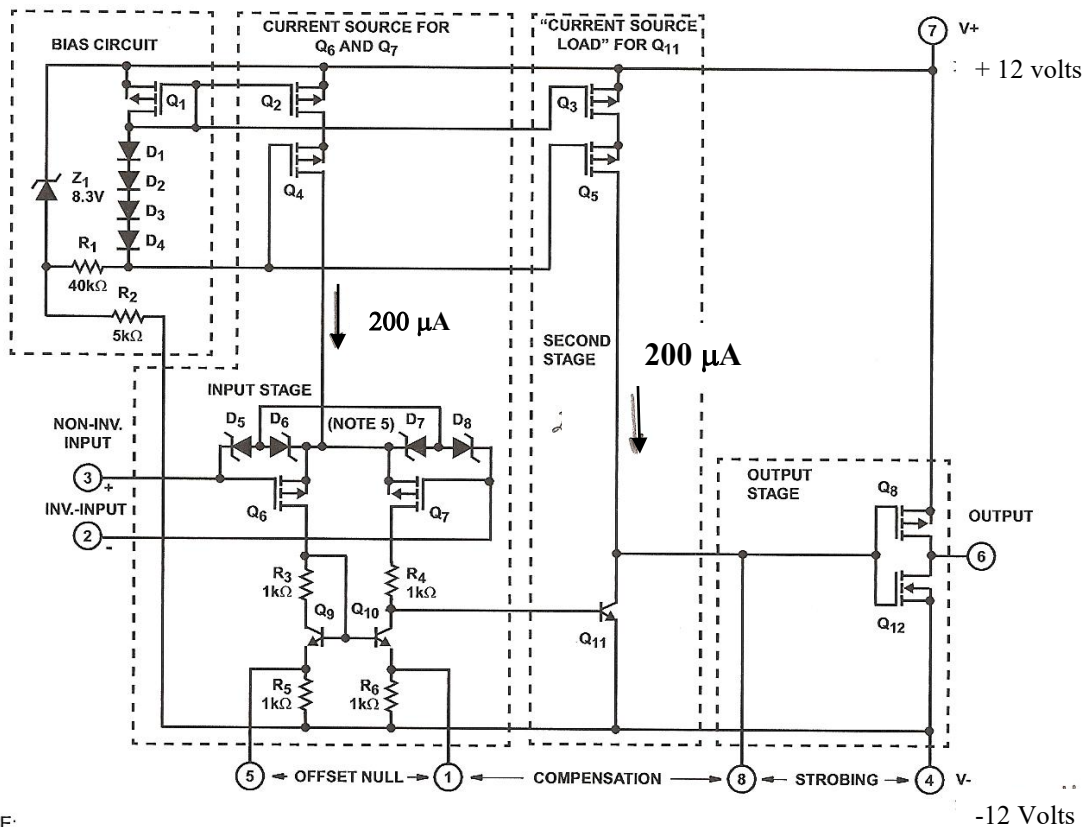 CURRENT SOURCE FOR
Q6 AND Q7
"CURRENT SOURCE
LOAD" FOR Q11
BIAS CIRCUIT
7
V+
+ 12 volts
Q1
Q2
Q3
D1
D2
D3
D4
Z1
8.3V
Q4
Q5
R1
40kΩ
R2
5kΩ
200 µA
SECOND
STAGE
200 µA
INPUT STAGE
NON-INV.
INPUT
D5
D6
(NOTE 5)
D7
D8
3
+
Q6
Q7
INV.-INPUT
2
-
OUTPUT
STAGE
Q8
OUTPUT
6
R3
1kΩ
R4
1kΩ
Q9
Q10
Q11
Q12
R5
1kΩ
R6
1kΩ
5
OFFSET NULL
1
COMPENSATION
8
STROBING
4
V-
-12 Volts